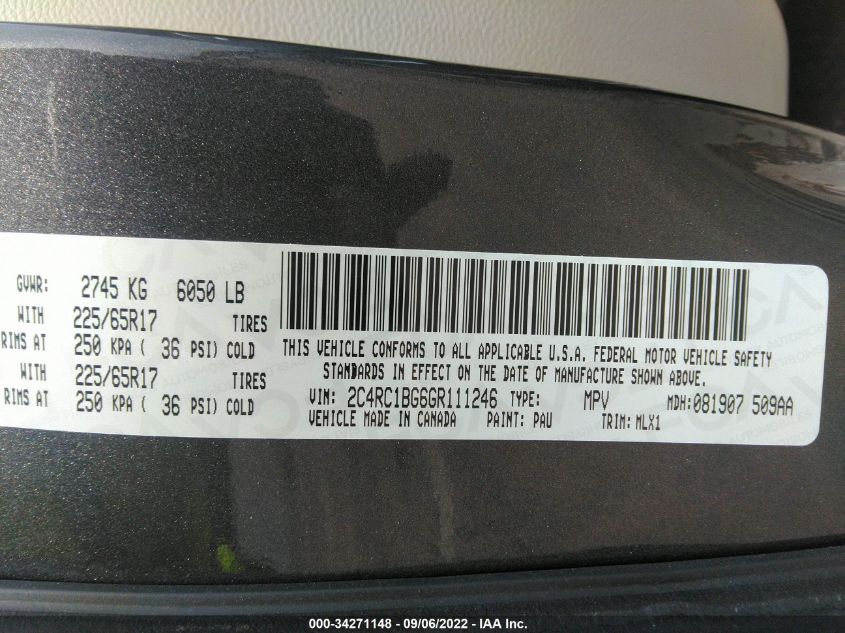 GVWR: 2745 KG 6050 LB
WITH 225/65R17 TIRES
RIMS AT 250 KPA ( 36 PSI) COLD
WITH 225/65R17 TIRES
RIMS AT 250 KPA ( 36 PSI) COLD
THIS VEHICLE CONFORMS TO ALL APPLICABLE U.S.A. FEDERAL MOTOR VEHICLE SAFETY
STANDARDS IN EFFECT ON THE DATE OF MANUFACTURE SHOWN ABOVE.
VIN: 2C4RC1BG6GR111246 TYPE: MPV MDH:081907 509AA
VEHICLE MADE IN CANADA PAINT: PAU TRIM: MLX1
000-34271148 - 09/06/2022 - IAA Inc.